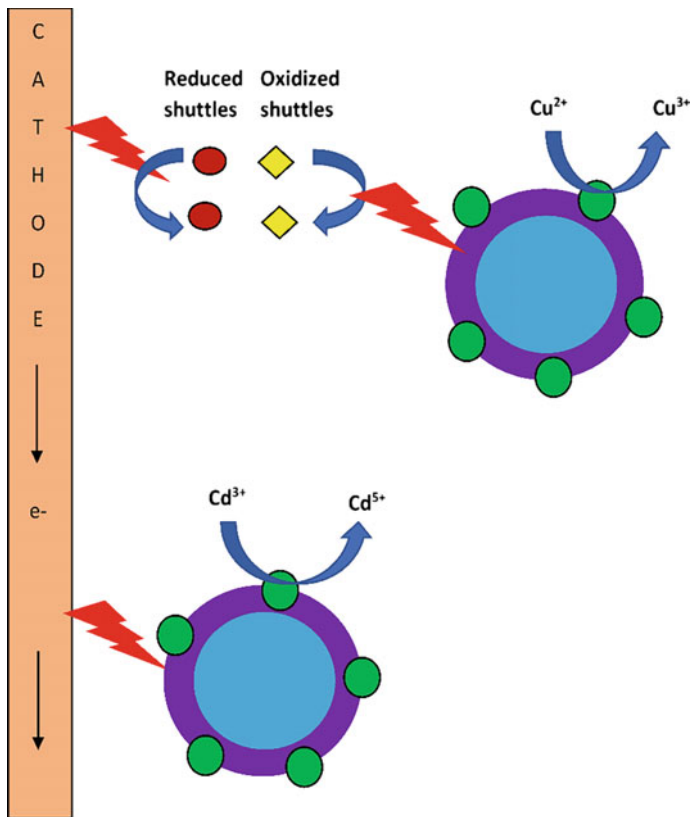 C
A
T
H
O
D
E
e-
Reduced shuttles
Oxidized shuttles
Cu²⁺
Cu³⁺
Cd³⁺
Cd⁵⁺